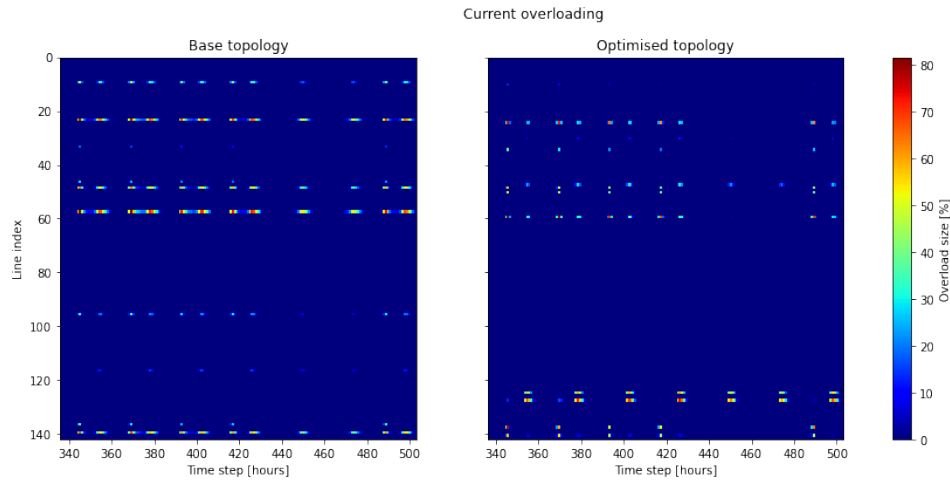 Current overloading
Base topology
Optimised topology
0
20
40
60
80
100
120
140
Line index
340 360 380 400 420 440 460 480 500
Time step [hours]
340 360 380 400 420 440 460 480 500
Time step [hours]
80
70
60
50
40
30
20
10
0
Overload size [%]